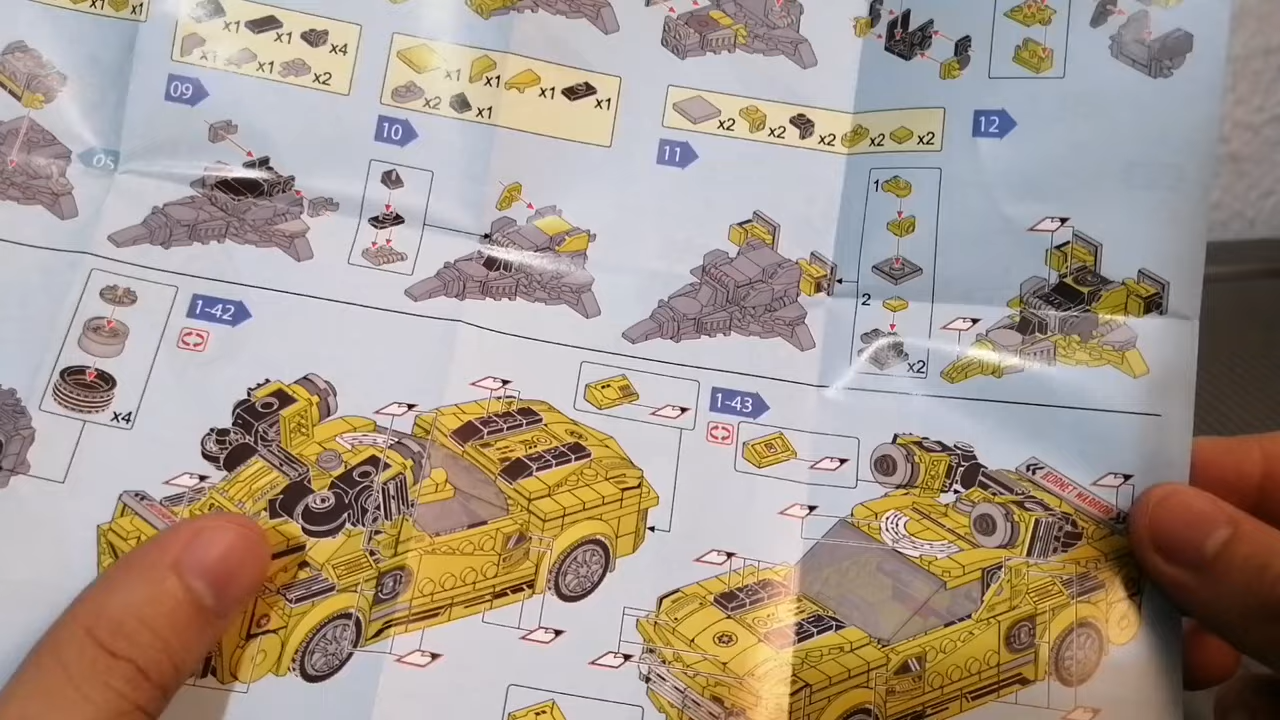 x1 x1
x1 x1 x4
x1 x1 x2
x1 x1 x1
x2 x1 x1
x2 x2 x2 x2 x2
09
10
11
12
05
1
2
x2
x4
1-42
1-43
HORNET WARRIOR